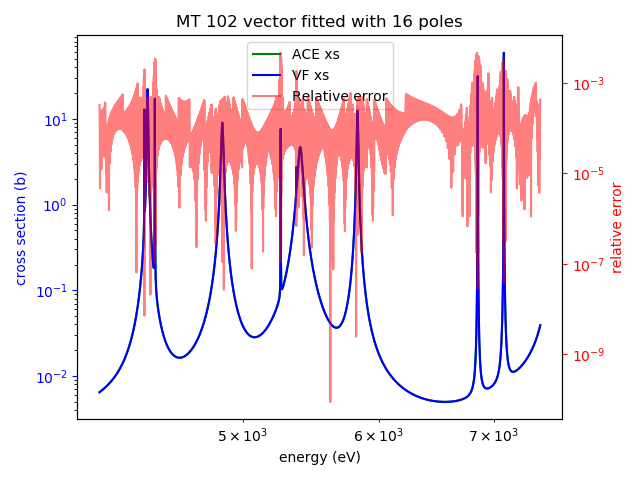 MT 102 vector fitted with 16 poles
ACE xs
VF xs
Relative error
cross section (b)
10¹
10⁰
10⁻¹
10⁻²
10⁻³
10⁻⁵
10⁻⁷
10⁻⁹
relative error
5 × 10³
6 × 10³
7 × 10³
energy (eV)